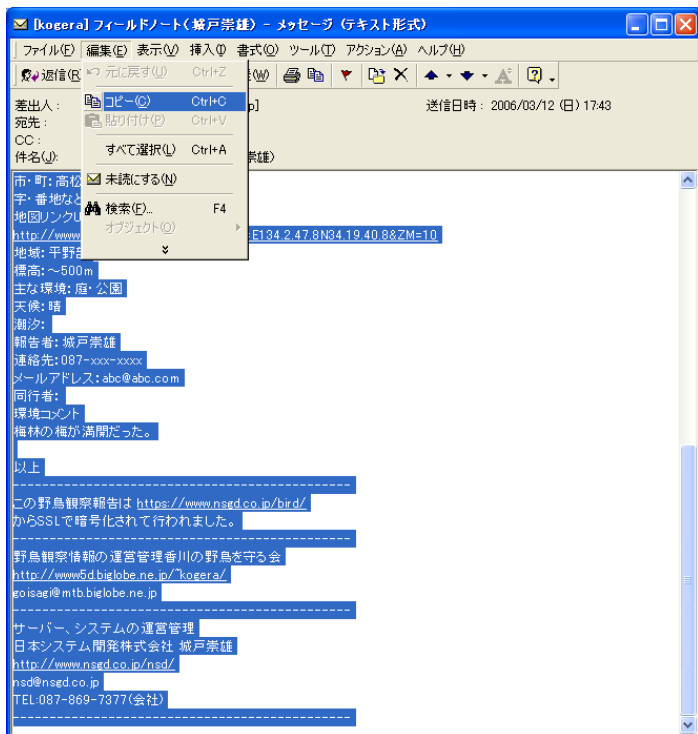 [kogera] フィールドノート(城戸崇雄) - メッセージ (テキスト形式)
ファイル(F) 編集(E) 表示(V) 挿入(I) 書式(O) ツール(T) アクション(A) ヘルプ(H)
返信(R) (W)
元に戻す(U) Ctrl+Z
コピー(C) Ctrl+C
貼り付け(P) Ctrl+V
すべて選択(L) Ctrl+A
未読にする(N)
検索(F)... F4
オブジェクト(O)
差出人: p] 送信日時: 2006/03/12 (日) 17:43
宛先:
CC:
件名(J): 崇雄)
市・町: 高松
字・番地など
地図リンクU
http://www =E134.2.47.8N34.19.40.8&ZM=10
地域: 平野部
標高: ～500m
主な環境: 庭・公園
天候: 晴
潮汐:
報告者: 城戸崇雄
連絡先: 087-xxx-xxxx
メールアドレス: abc@abc.com
同行者:
環境コメント
梅林の梅が満開だった。
以上
-----------------------------------------------
この野鳥観察報告は https://www.nsgd.co.jp/bird/
からSSLで暗号化されて行われました。
-----------------------------------------------
野鳥観察情報の運営管理香川の野鳥を守る会
http://www5d.biglobe.ne.jp/~kogera/
goisagi@mtb.biglobe.ne.jp
-----------------------------------------------
サーバー、システムの運営管理
日本システム開発株式会社 城戸崇雄
http://www.nsgd.co.jp/nsd/
nsd@nsgd.co.jp
TEL:087-869-7377(会社)
-----------------------------------------------